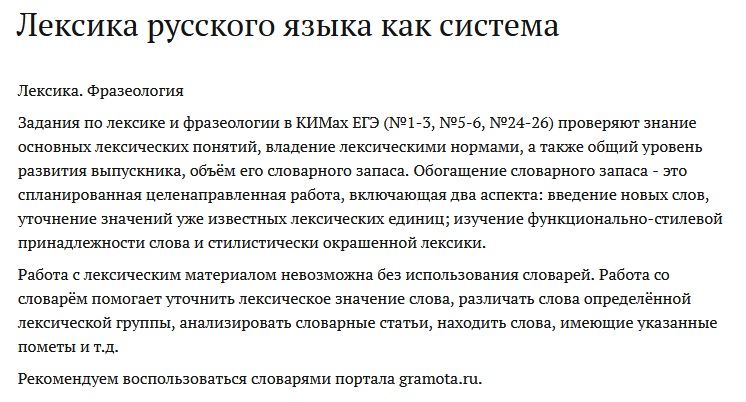 Лексика русского языка как система
Лексика. Фразеология
Задания по лексике и фразеологии в КИМах ЕГЭ (№1-3, №5-6, №24-26) проверяют знание
основных лексических понятий, владение лексическими нормами, а также общий уровень
развития выпускника, объём его словарного запаса. Обогащение словарного запаса - это
спланированная целенаправленная работа, включающая два аспекта: введение новых слов,
уточнение значений уже известных лексических единиц; изучение функционально-стилевой
принадлежности слова и стилистически окрашенной лексики.
Работа с лексическим материалом невозможна без использования словарей. Работа со
словарём помогает уточнить лексическое значение слова, различать слова определённой
лексической группы, анализировать словарные статьи, находить слова, имеющие указанные
пометы и т.д.
Рекомендуем воспользоваться словарями портала gramota.ru.